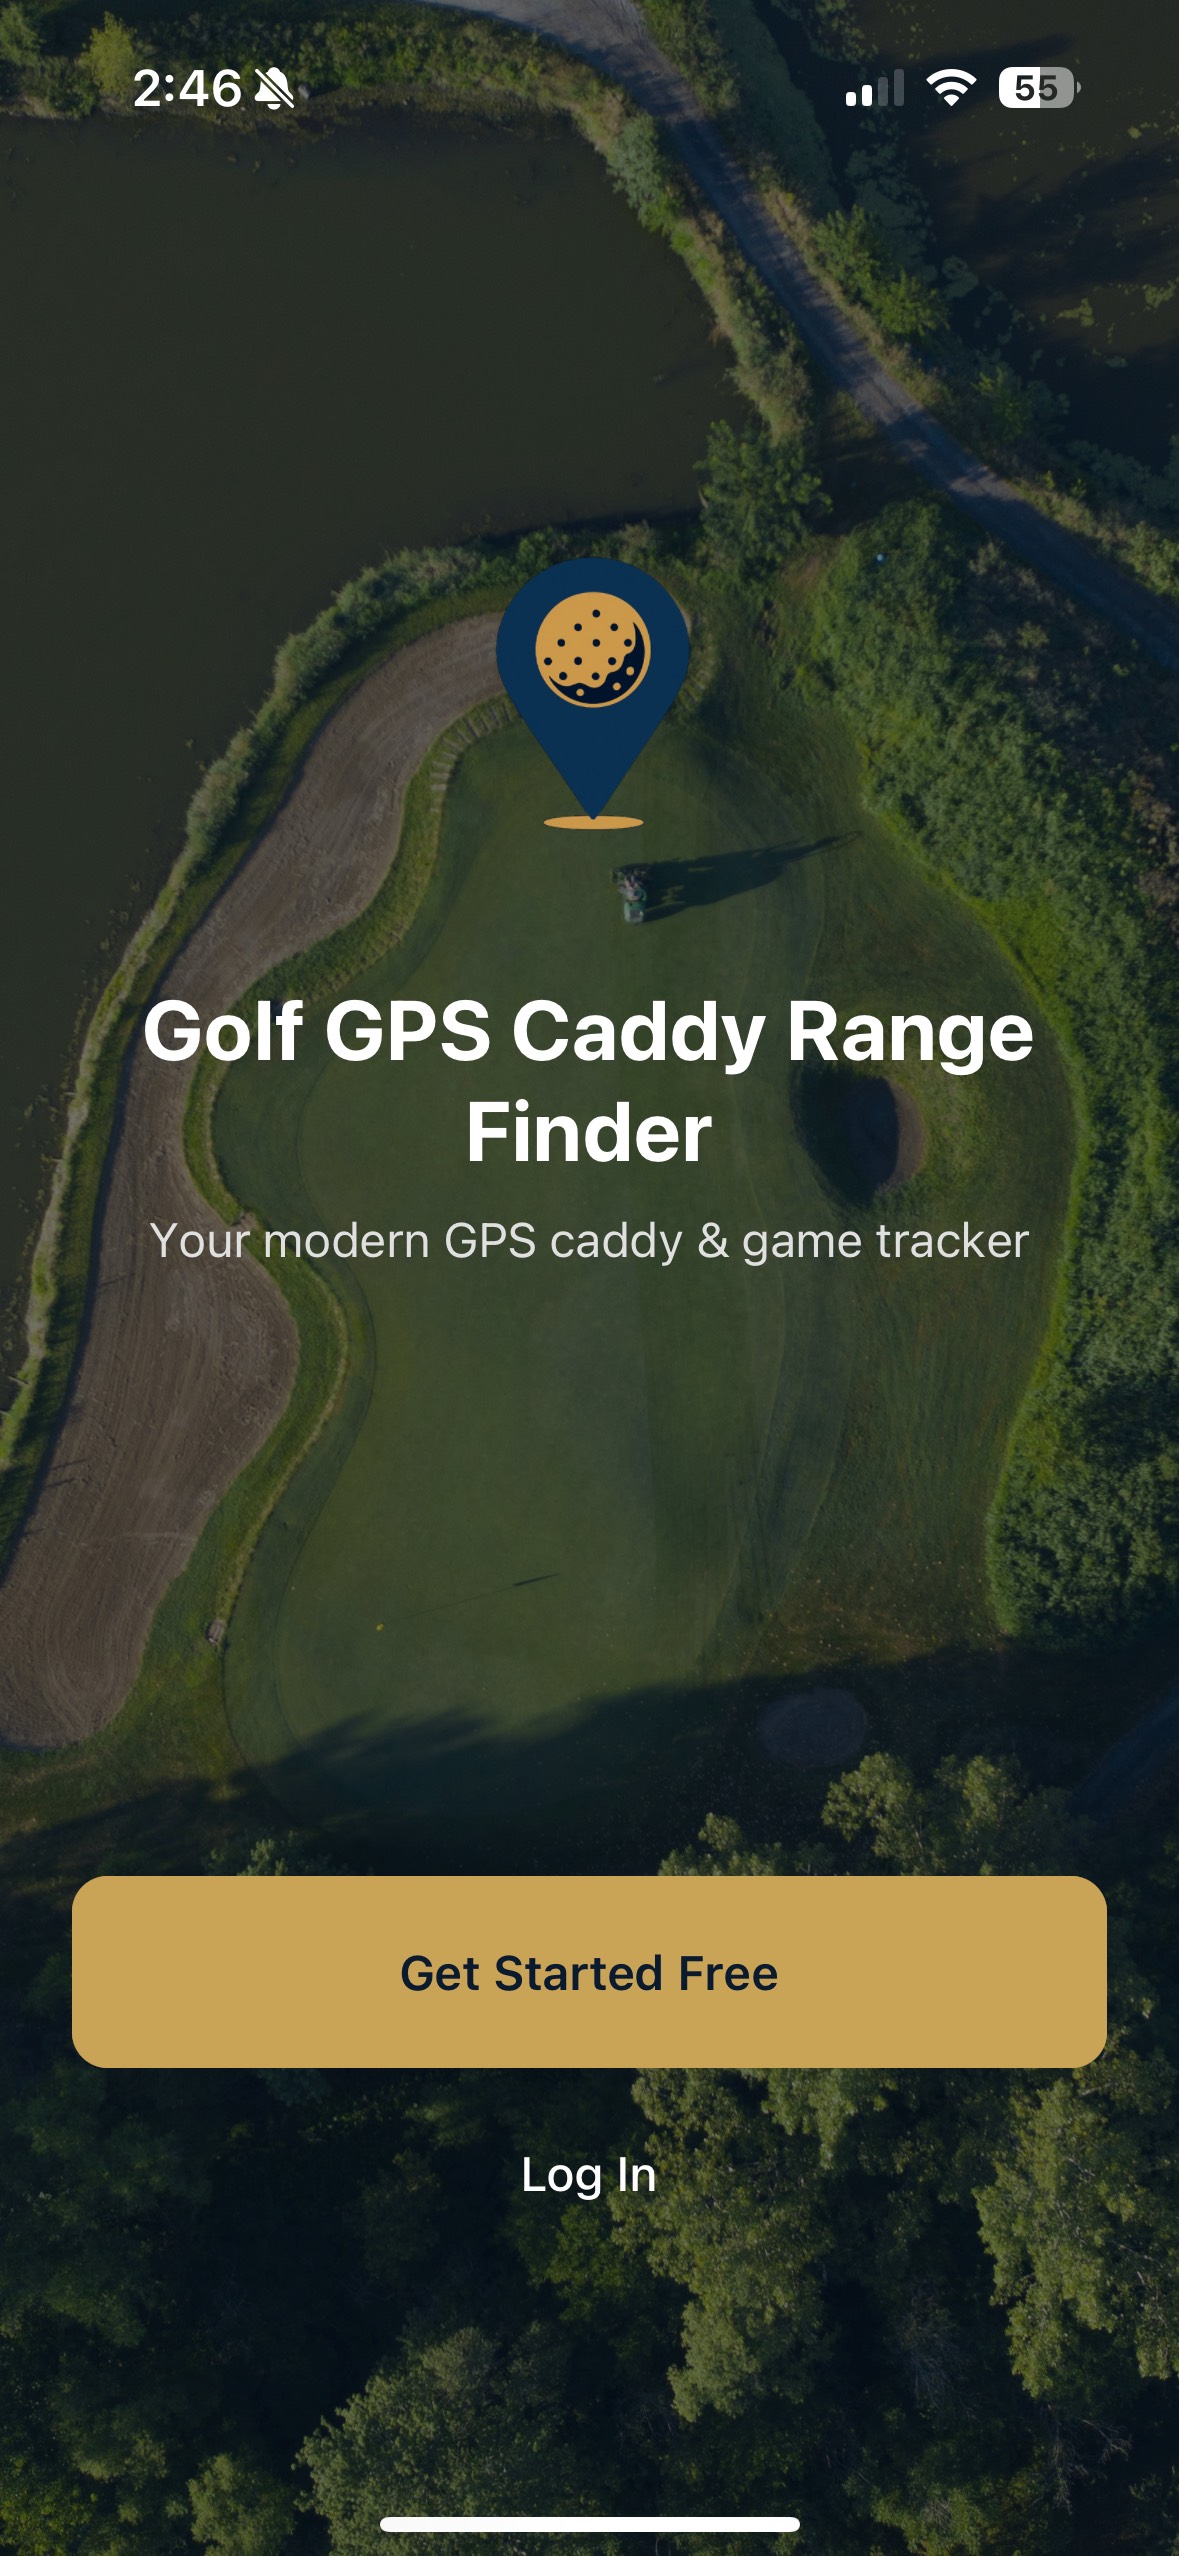 2:46
55
Golf GPS Caddy Range
Finder
Your modern GPS caddy & game tracker
Get Started Free
Log In